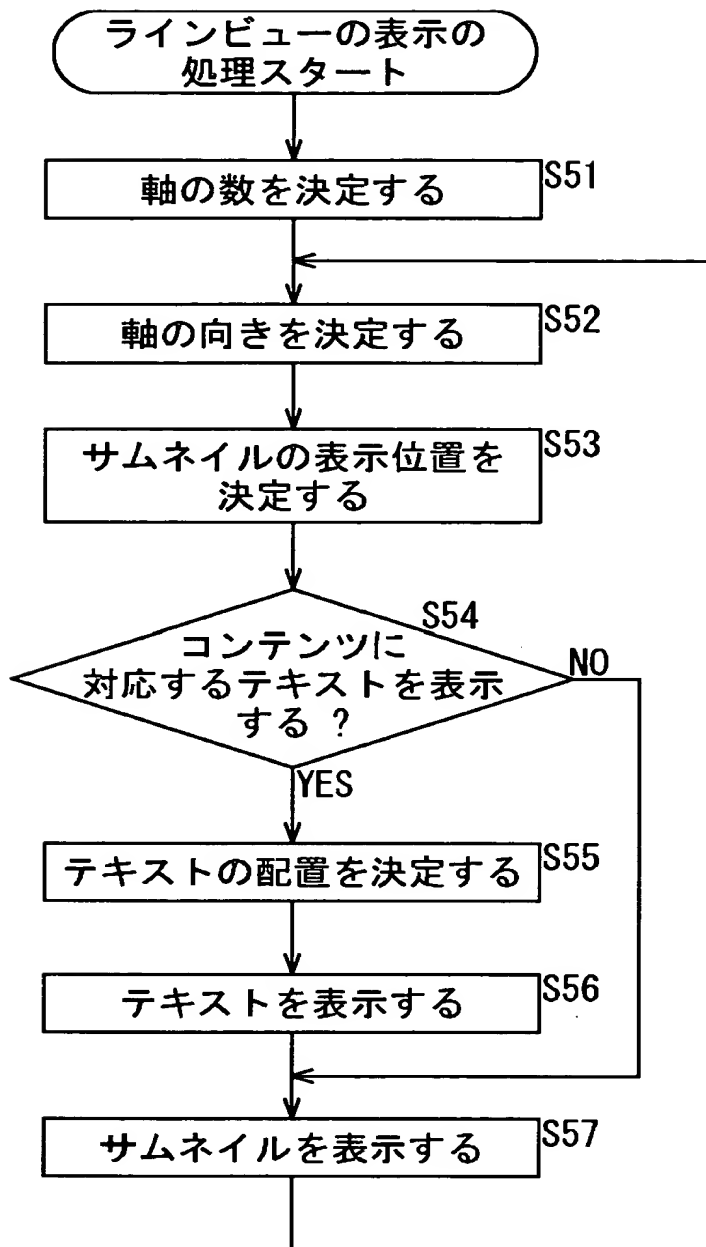 ラインビューの表示の
処理スタート
軸の数を決定する
S51
軸の向きを決定する
S52
サムネイルの表示位置を
決定する
S53
S54
コンテンツに
対応するテキストを表示
する ?
NO
YES
テキストの配置を決定する
S55
テキストを表示する
S56
サムネイルを表示する
S57